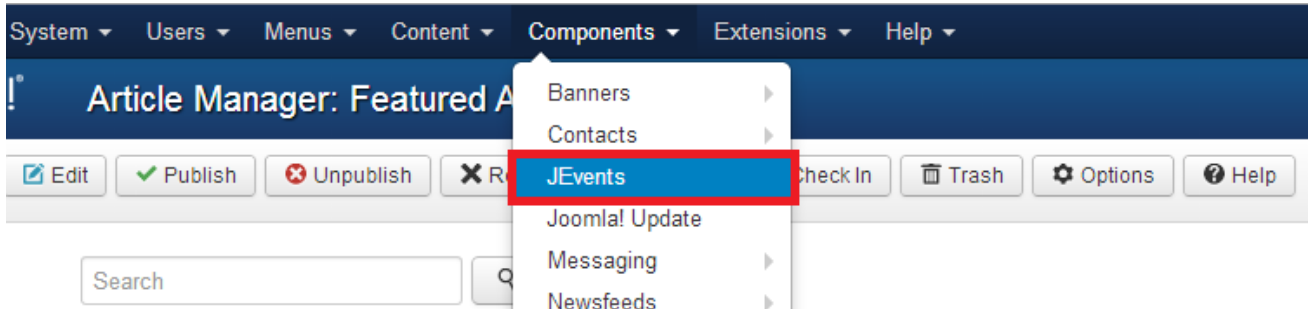 System Users Menus Content Components Extensions Help
!® Article Manager: Featured A
Banners
Contacts
Edit Publish Unpublish JEvents Check In Trash Options Help
Joomla! Update
Search
Messaging
Newsfeeds